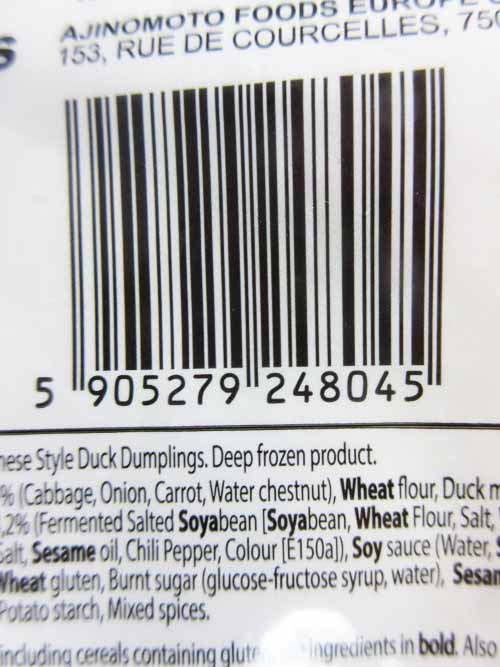 AJINOMOTO FOODS EUROPE
153, RUE DE COURCELLES, 750
5 905279 248045
nese Style Duck Dumplings. Deep frozen product.
% (Cabbage, Onion, Carrot, Water chestnut), Wheat flour, Duck m
,2% (Fermented Salted Soyabean [Soyabean, Wheat Flour, Salt,
Salt, Sesame oil, Chili Pepper, Colour [E150a]), Soy sauce (Water, S
Wheat gluten, Burnt sugar (glucose-fructose syrup, water), Sesam
Potato starch, Mixed spices.
including cereals containing gluten ingredients in bold. Also